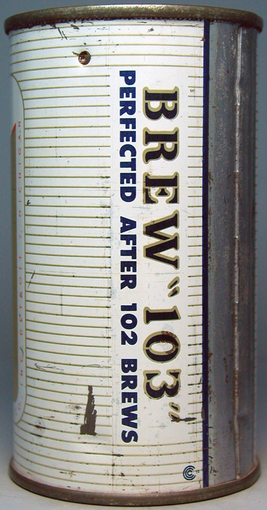 BREW "103"
PERFECTED AFTER 102 BREWS